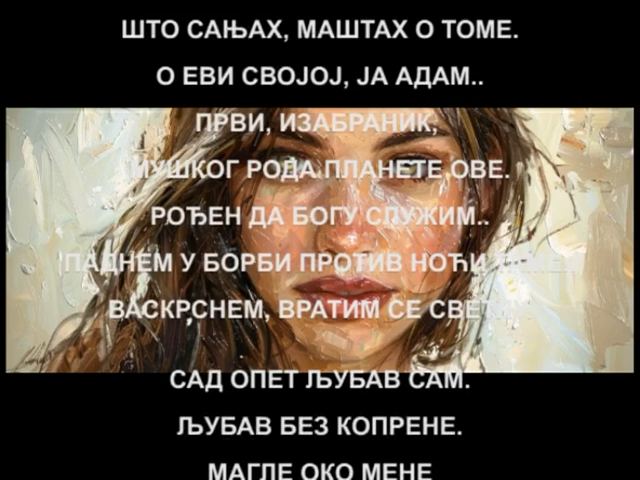 ШТО САЊАХ, МАШТАХ О ТОМЕ.
О ЕВИ СВОЈОЈ, ЈА АДАМ..
ПРВИ, ИЗАБРАНИК,
МУШКОГ РОДА ПЛАНЕТЕ ОВЕ.
РОЂЕН ДА БОГУ СЛУЖИМ..
ПАДНЕМ У БОРБИ ПРОТИВ НОЋИ
ВАСКРСНЕМ, ВРАТИМ СЕ
САД ОПЕТ ЉУБАВ САМ.
ЉУБАВ БЕЗ КОПРЕНЕ.
МАГЛЕ ОКО МЕНЕ